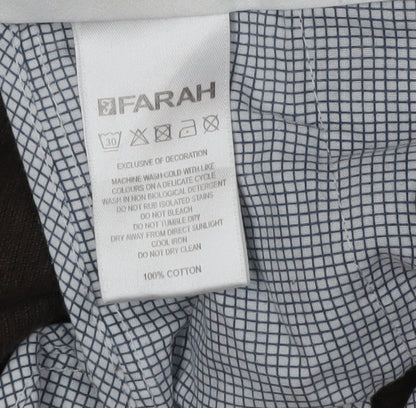 FARAH
30
EXCLUSIVE OF DECORATION
MACHINE WASH COLD WITH LIKE
COLOURS ON A DELICATE CYCLE
WASH IN NON BIOLOGICAL DETERGENT
DO NOT RUB ISOLATED STAINS
DO NOT BLEACH
DO NOT TUMBLE DRY
DRY AWAY FROM DIRECT SUNLIGHT
COOL IRON
DO NOT DRY CLEAN
100% COTTON